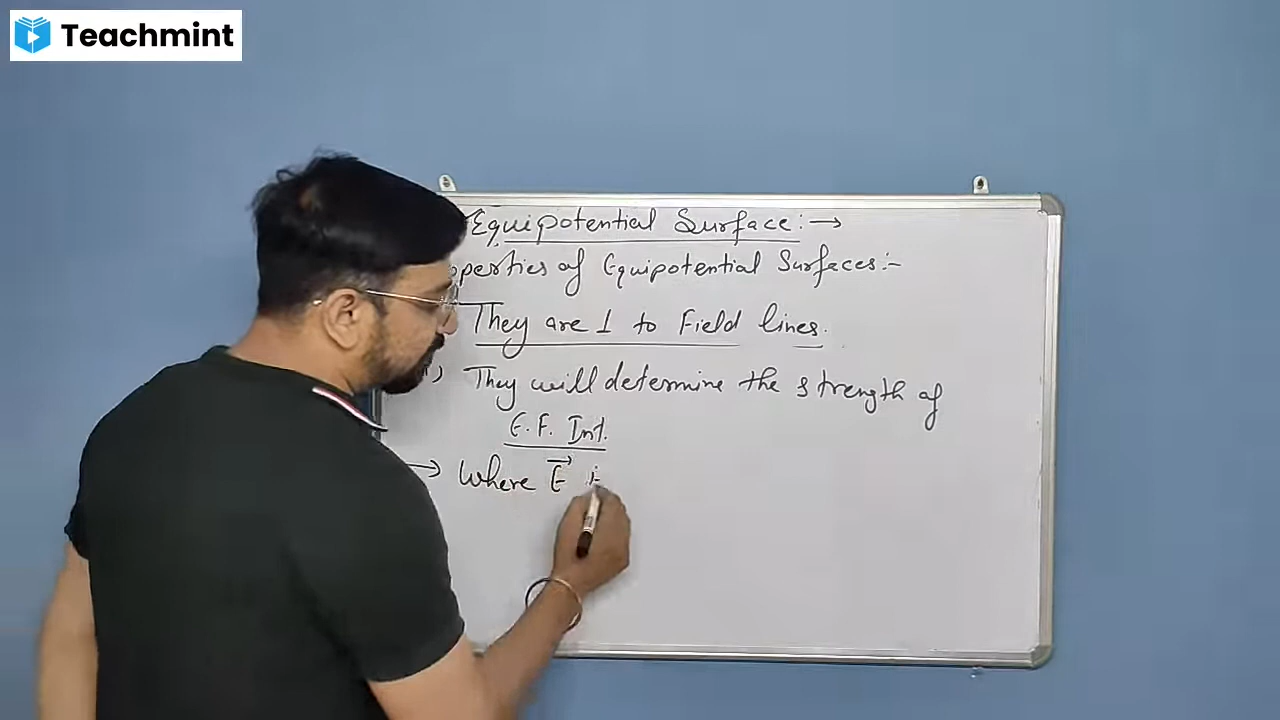 Teachmint
Equipotential Surface:→
operties of Equipotential Surfaces:-
They are ⊥ to Field lines.
) They will determine the strength of
E.F. Int.
→ Where E⃗ i